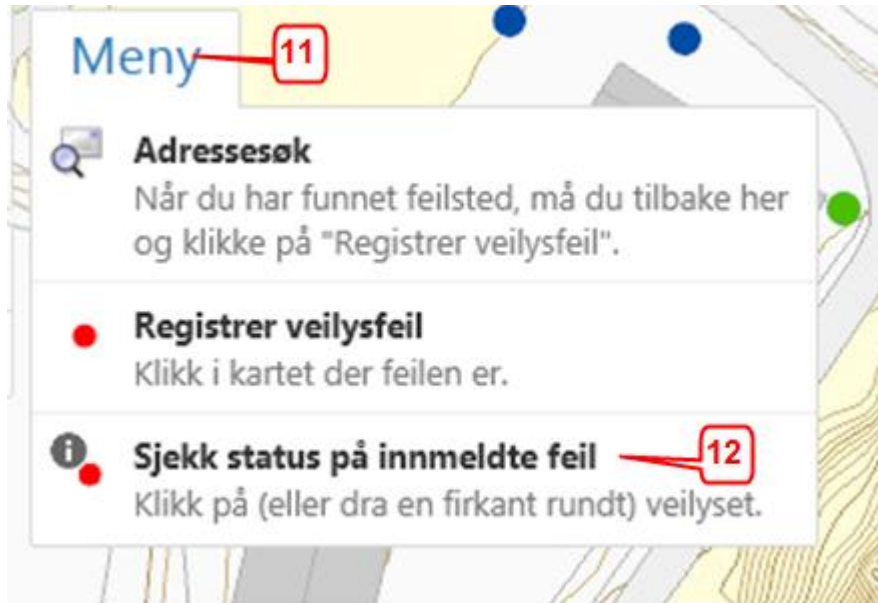 Meny
11
Adressesøk
Når du har funnet feilsted, må du tilbake her
og klikke på "Registrer veilysfeil".
Registrer veilysfeil
Klikk i kartet der feilen er.
Sjekk status på innmeldte feil
12
Klikk på (eller dra en firkant rundt) veilyset.